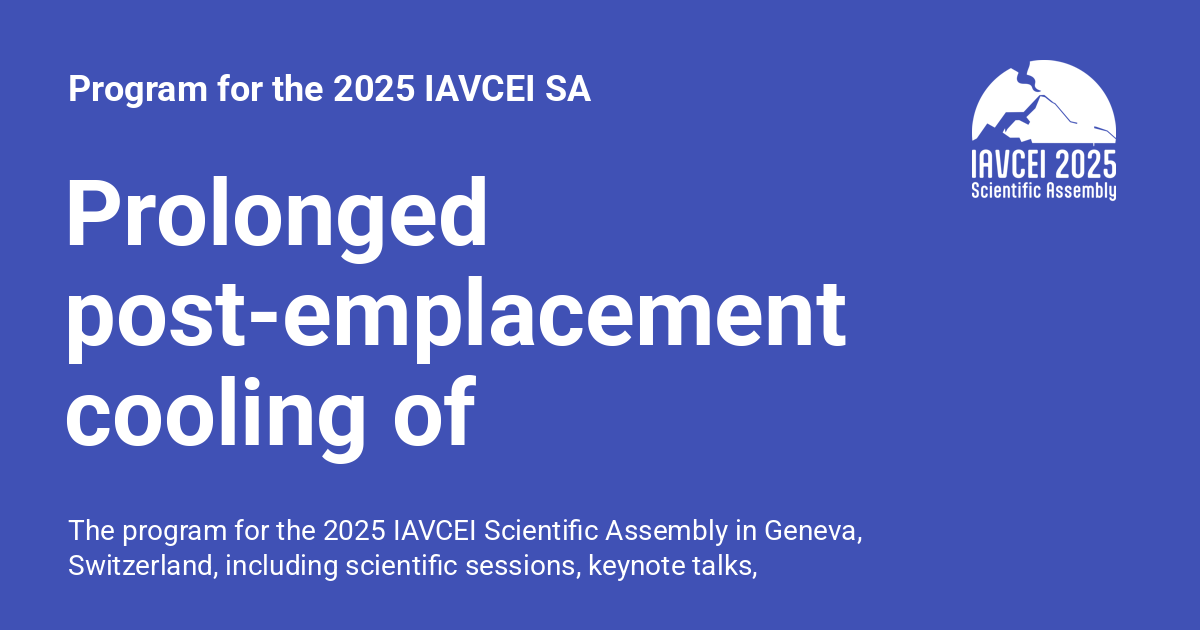 Program for the 2025 IAVCEI SA
IAVCEI 2025
Scientific Assembly
Prolonged
post-emplacement
cooling of
The program for the 2025 IAVCEI Scientific Assembly in Geneva,
Switzerland, including scientific sessions, keynote talks,